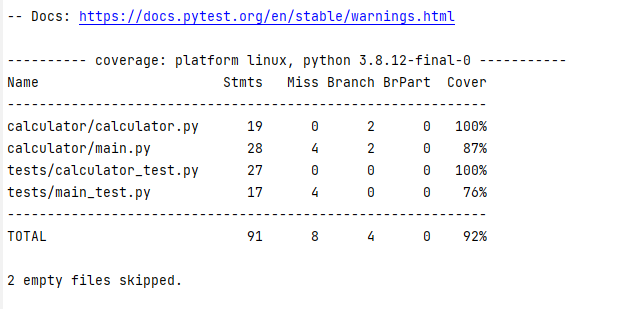 -- Docs: https://docs.pytest.org/en/stable/warnings.html
---------- coverage: platform linux, python 3.8.12-final-0 -----------
Name                       Stmts   Miss Branch BrPart  Cover
------------------------------------------------------------
calculator/calculator.py      19      0      2      0   100%
calculator/main.py            28      4      2      0    87%
tests/calculator_test.py      27      0      0      0   100%
tests/main_test.py            17      4      0      0    76%
------------------------------------------------------------
TOTAL                         91      8      4      0    92%
2 empty files skipped.